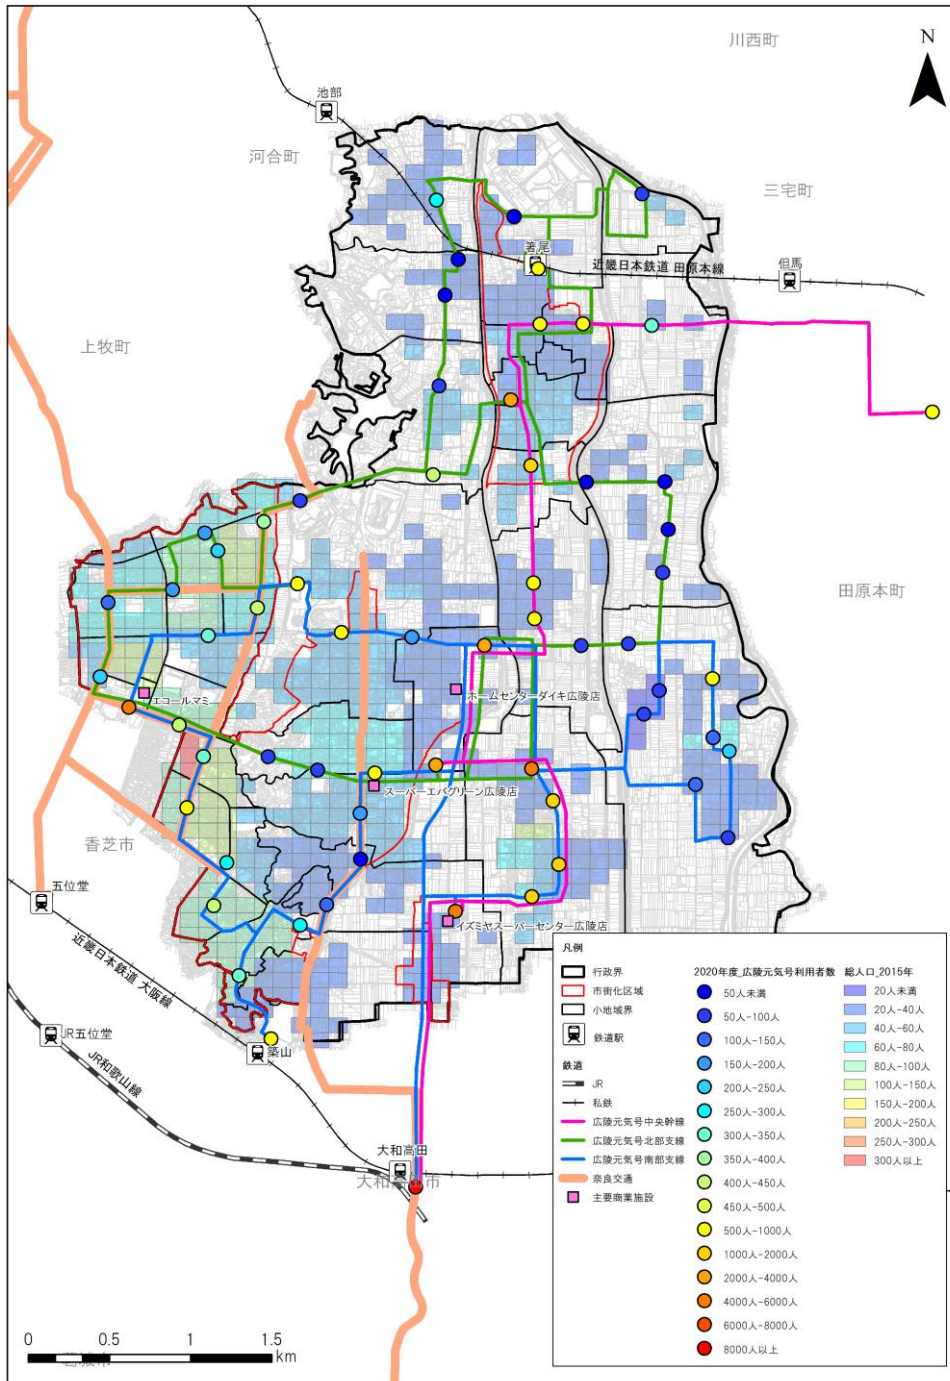 川西町
N
池部
河合町
三宅町
箸尾
近畿日本鉄道 田原本線
但馬
上牧町
田原本町
エコールマミ
ホームセンターダイキ広陵店
スーパーエバグリーン広陵店
香芝市
五位堂
イズミヤスーパーセンター広陵店
近畿日本鉄道 大阪線
JR五位堂
築山
JR和歌山線
大和高田
凡例
行政界
市街化区域
小地域界
鉄道駅
鉄道
JR
私鉄
広陵元気号中央幹線
広陵元気号北部支線
広陵元気号南部支線
奈良交通
主要商業施設
2020年度_広陵元気号利用者数
50人未満
50人-100人
100人-150人
150人-200人
200人-250人
250人-300人
300人-350人
350人-400人
400人-450人
450人-500人
500人-1000人
1000人-2000人
2000人-4000人
4000人-6000人
6000人-8000人
8000人以上
総人口_2015年
20人未満
20人-40人
40人-60人
60人-80人
80人-100人
100人-150人
150人-200人
200人-250人
250人-300人
300人以上
0 0.5 1 1.5
km